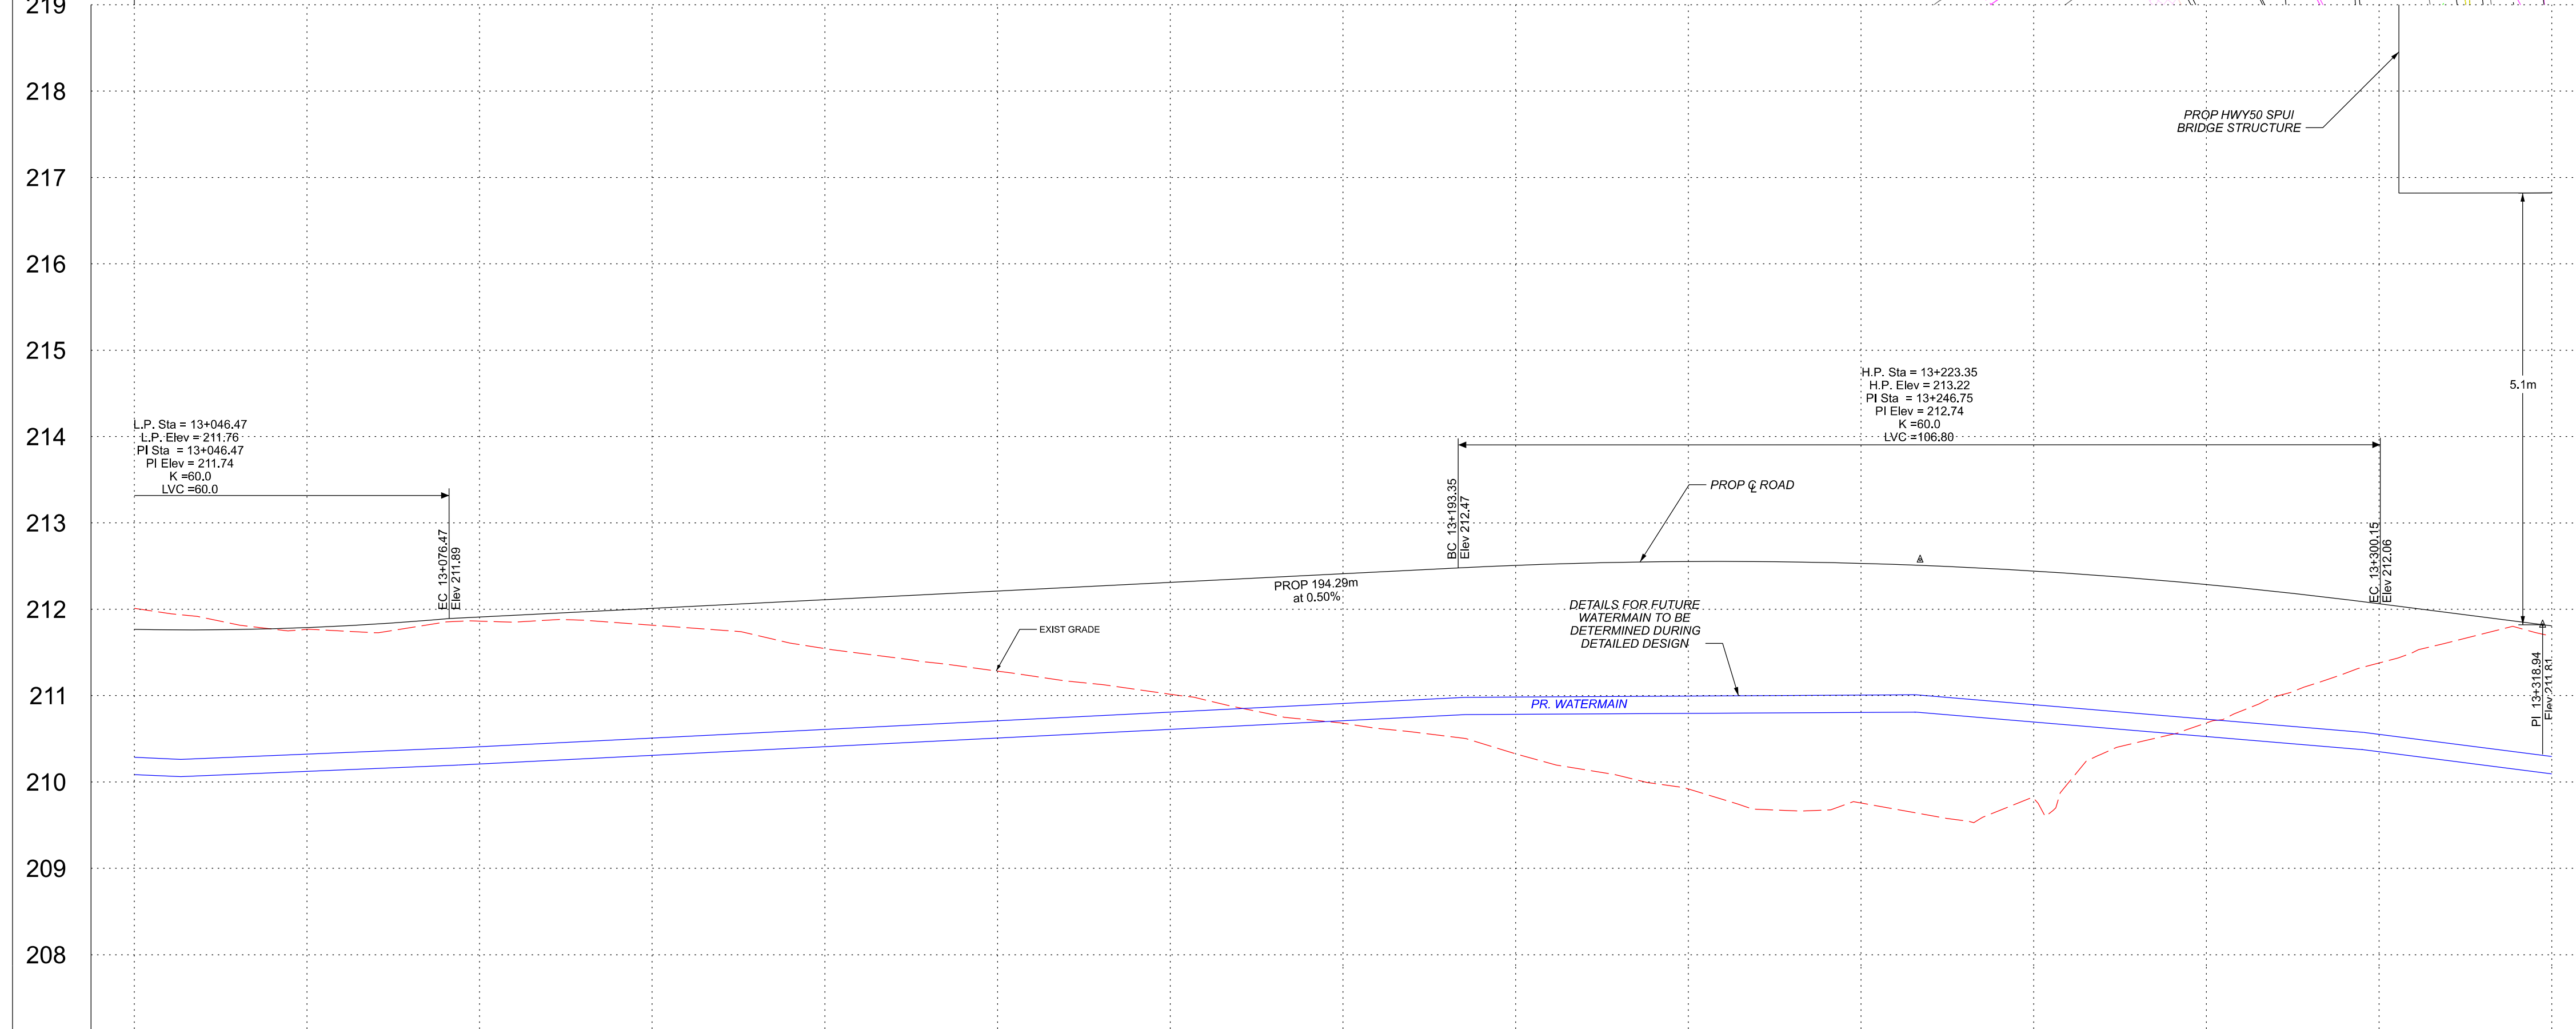 219
218
217
216
215
214
213
212
211
210
209
208
PROP HWY50 SPUI
BRIDGE STRUCTURE
5.1m
H.P. Sta = 13+223.35
H.P. Elev = 213.22
PI Sta = 13+246.75
PI Elev = 212.74
K =60.0
LVC =106.80
L.P. Sta = 13+046.47
L.P. Elev = 211.76
PI Sta = 13+046.47
PI Elev = 211.74
K =60.0
LVC =60.0
EC 13+076.47
Elev 211.89
BC 13+193.35
Elev 212.47
PROP ℄ ROAD
EC 13+300.15
Elev 212.06
PROP 194.29m
at 0.50%
DETAILS FOR FUTURE
WATERMAIN TO BE
DETERMINED DURING
DETAILED DESIGN
EXIST GRADE
PR. WATERMAIN
PI 13+318.94
Elev 211.81